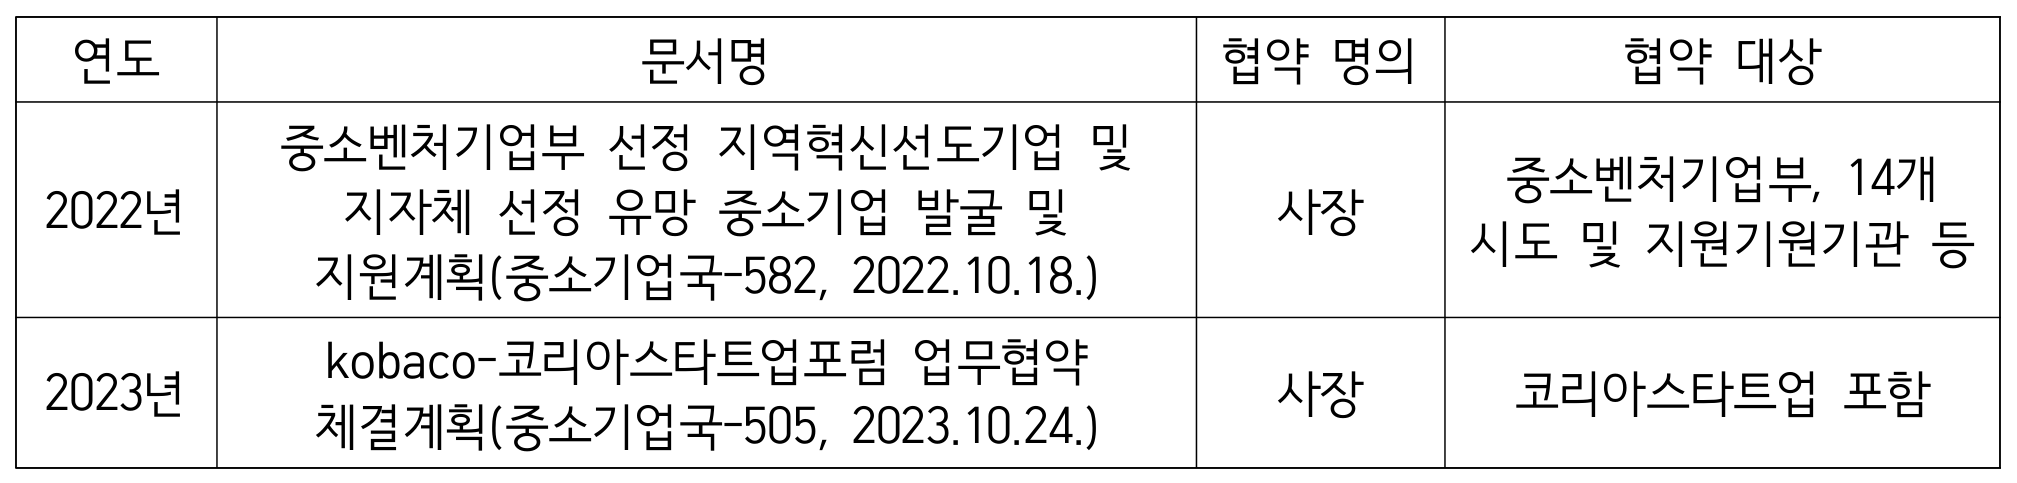 연도 문서명 협약 명의 협약 대상
중소벤처기업부 선정 지역혁신선도기업 및
지자체 선정 유망 중소기업 발굴 및
지원계획(중소기업국-582, 2022.10.18.)
2022년
사장
중소벤처기업부, 14개
시도 및 지원기원기관 등
kobaco-코리아스타트업포럼 업무협약
체결계획(중소기업국-505, 2023.10.24.)
2023년
사장
코리아스타트업 포함